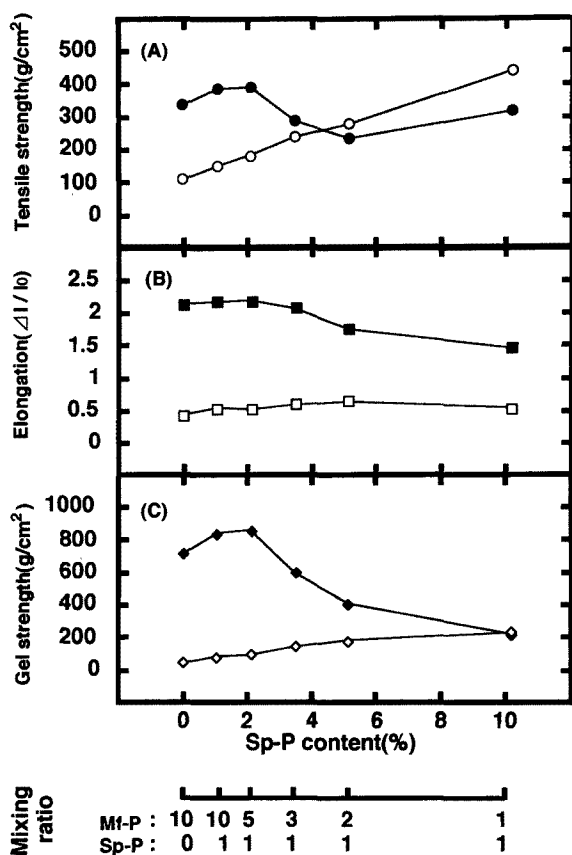 (A)
Tensile strength(g/cm²)
500
400
300
200
100
0
(B)
Elongation(⊿l / lo)
2.5
2
1.5
1
0.5
0
(C)
Gel strength(g/cm²)
1000
800
600
400
200
0
0 2 4 6 8 10
Sp-P content(%)
Mixing ratio
Mf-P : 10 10 5 3 2 1
Sp-P : 0 1 1 1 1 1